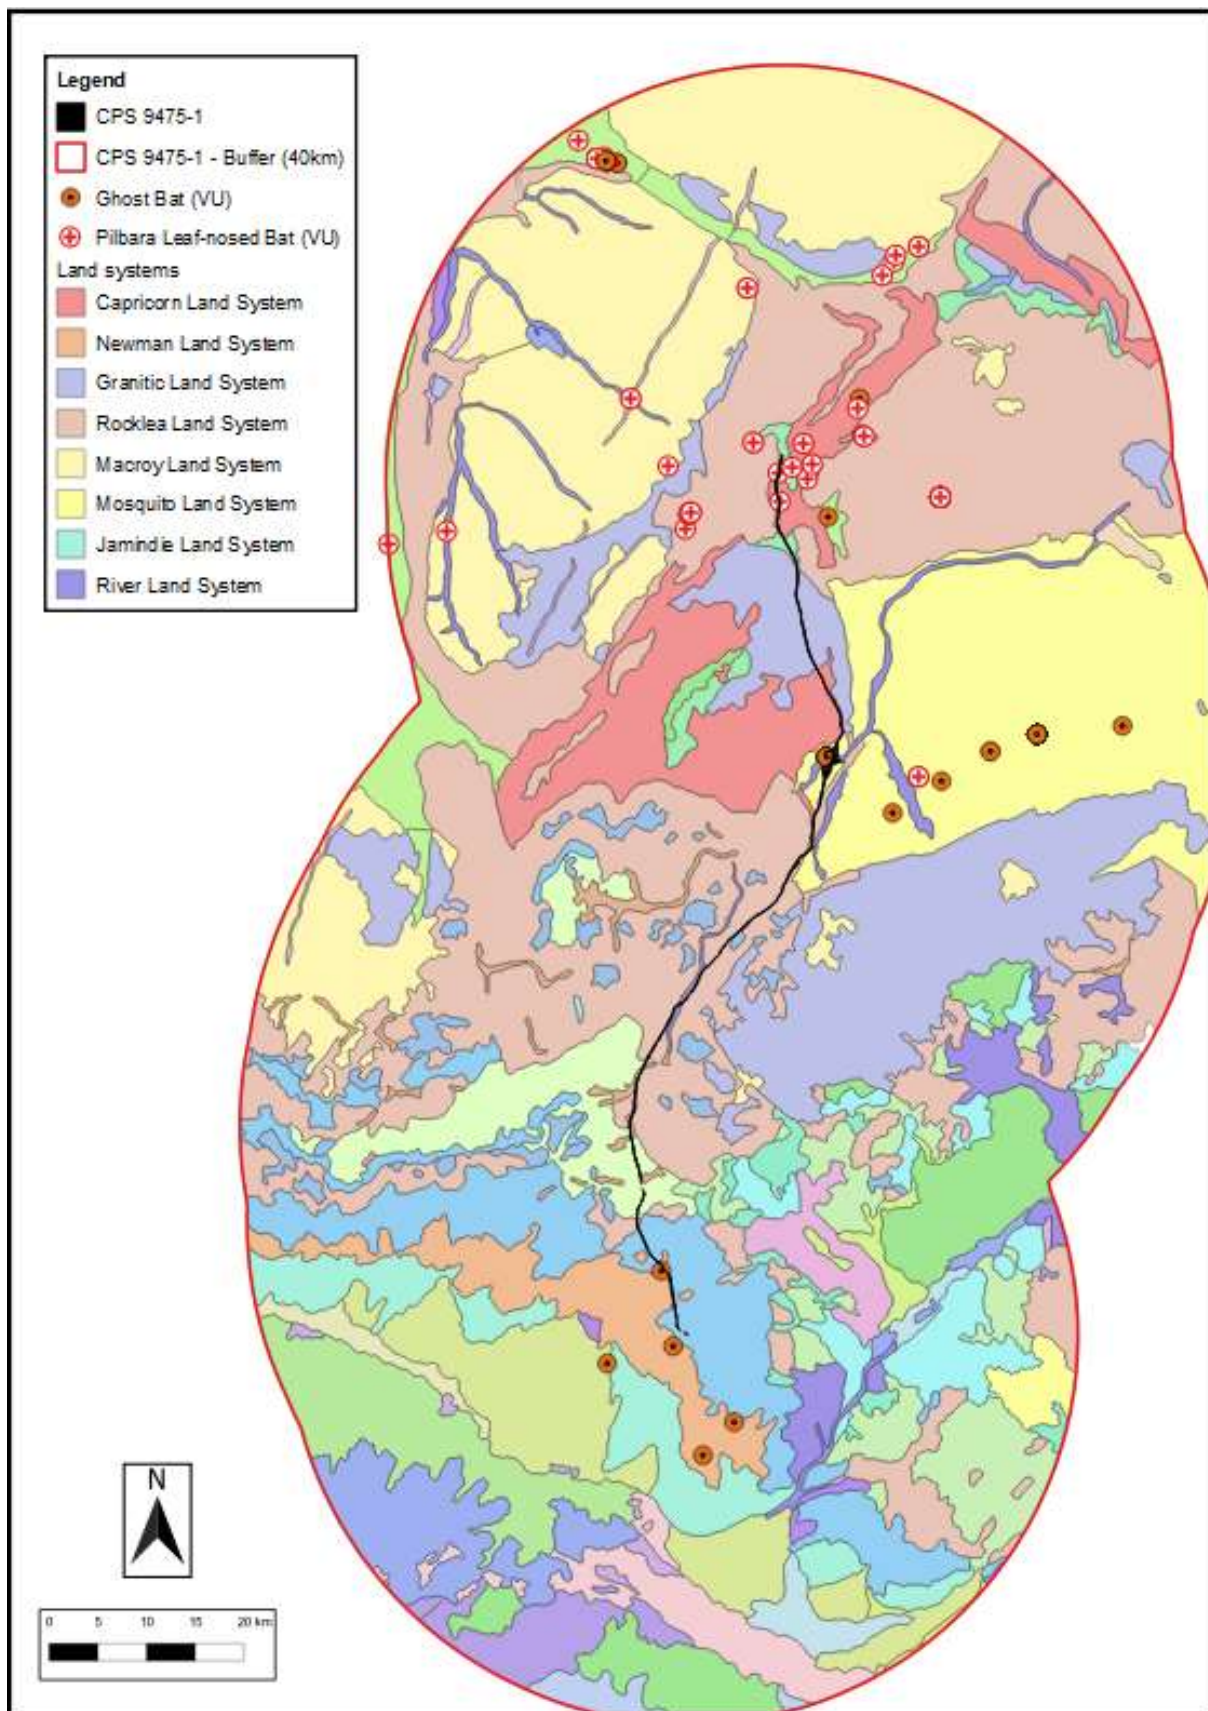 Legend
CPS 9475-1
CPS 9475-1 - Buffer (40km)
Ghost Bat (VU)
Pilbara Leaf-nosed Bat (VU)
Land systems
Capricorn Land System
Newman Land System
Granitic Land System
Rocklea Land System
Macroy Land System
Mosquito Land System
Jamindie Land System
River Land System
N
0 5 10 15 20 km